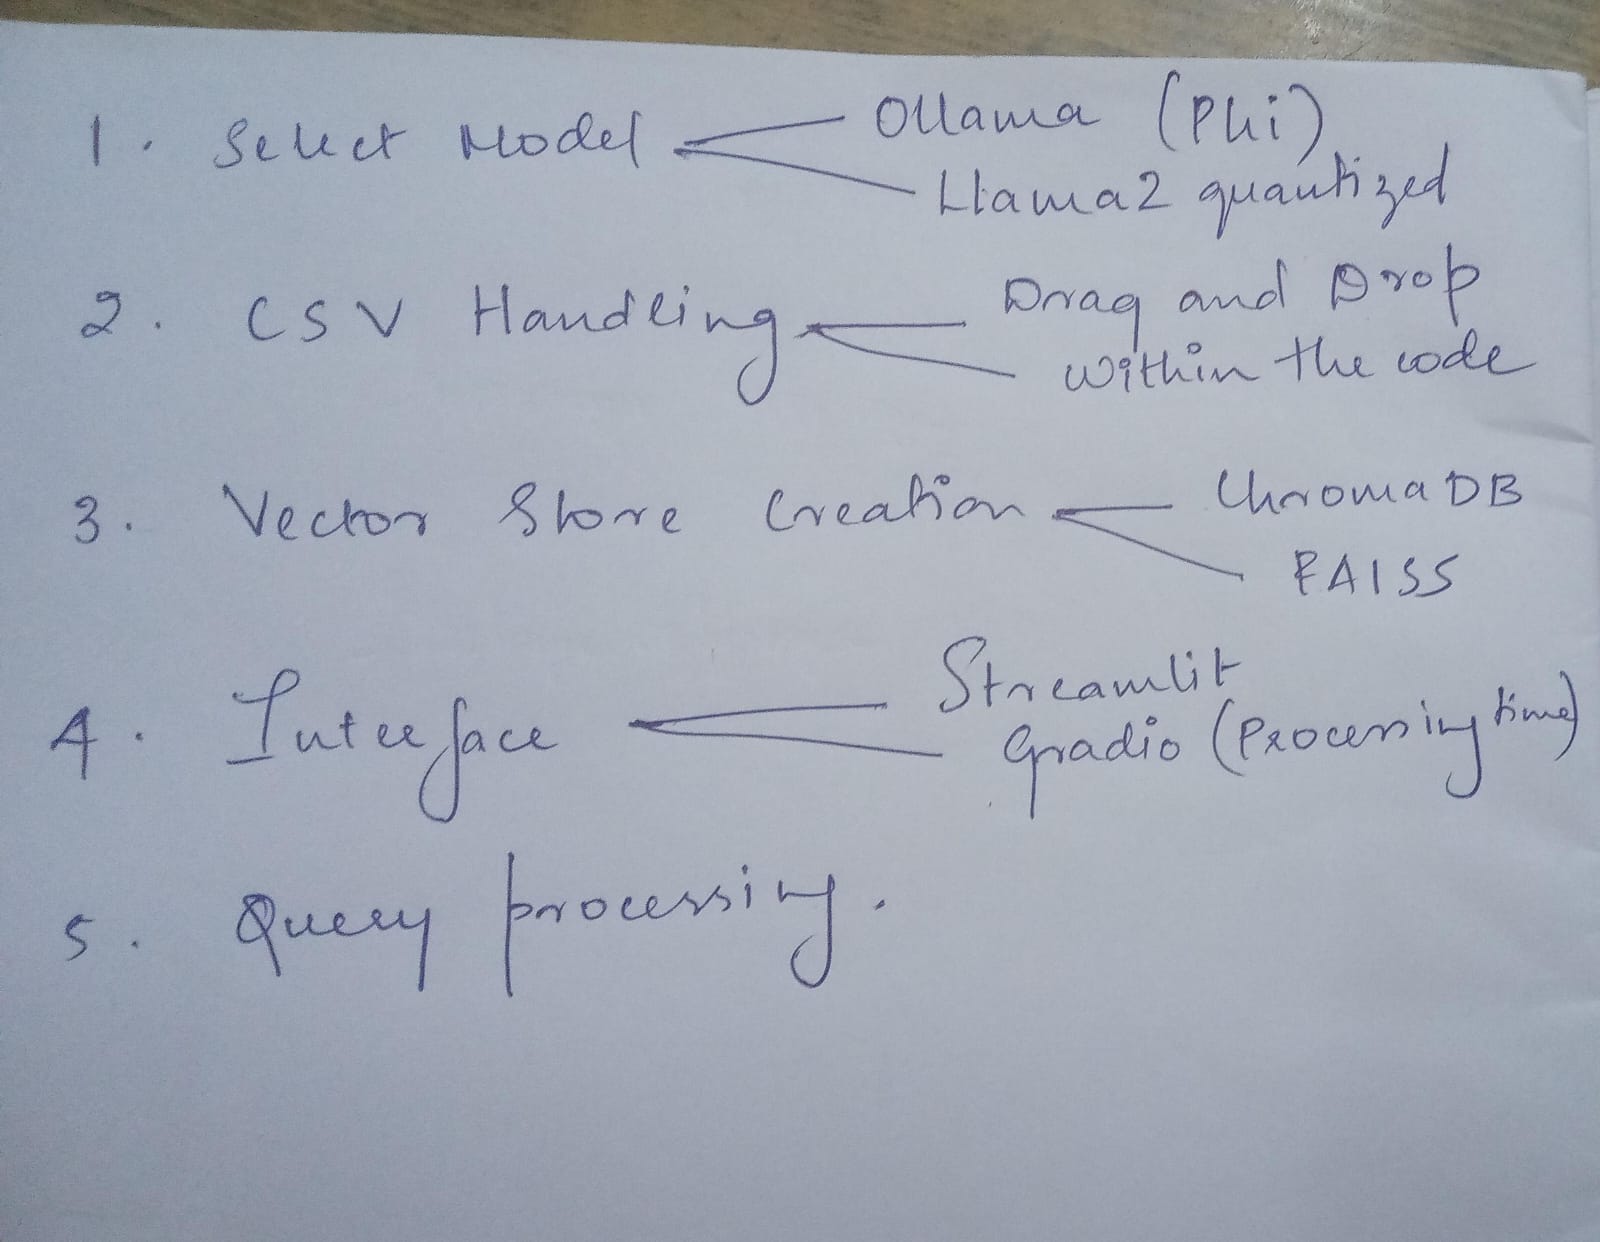 1. Select Model Ollama (Phi)
Llama2 quantized
2. CSV Handling Drag and Drop
within the code
3. Vector Store Creation ChromaDB
FAISS
4. Interface Streamlit
Gradio (Processing time)
5. Query processing.